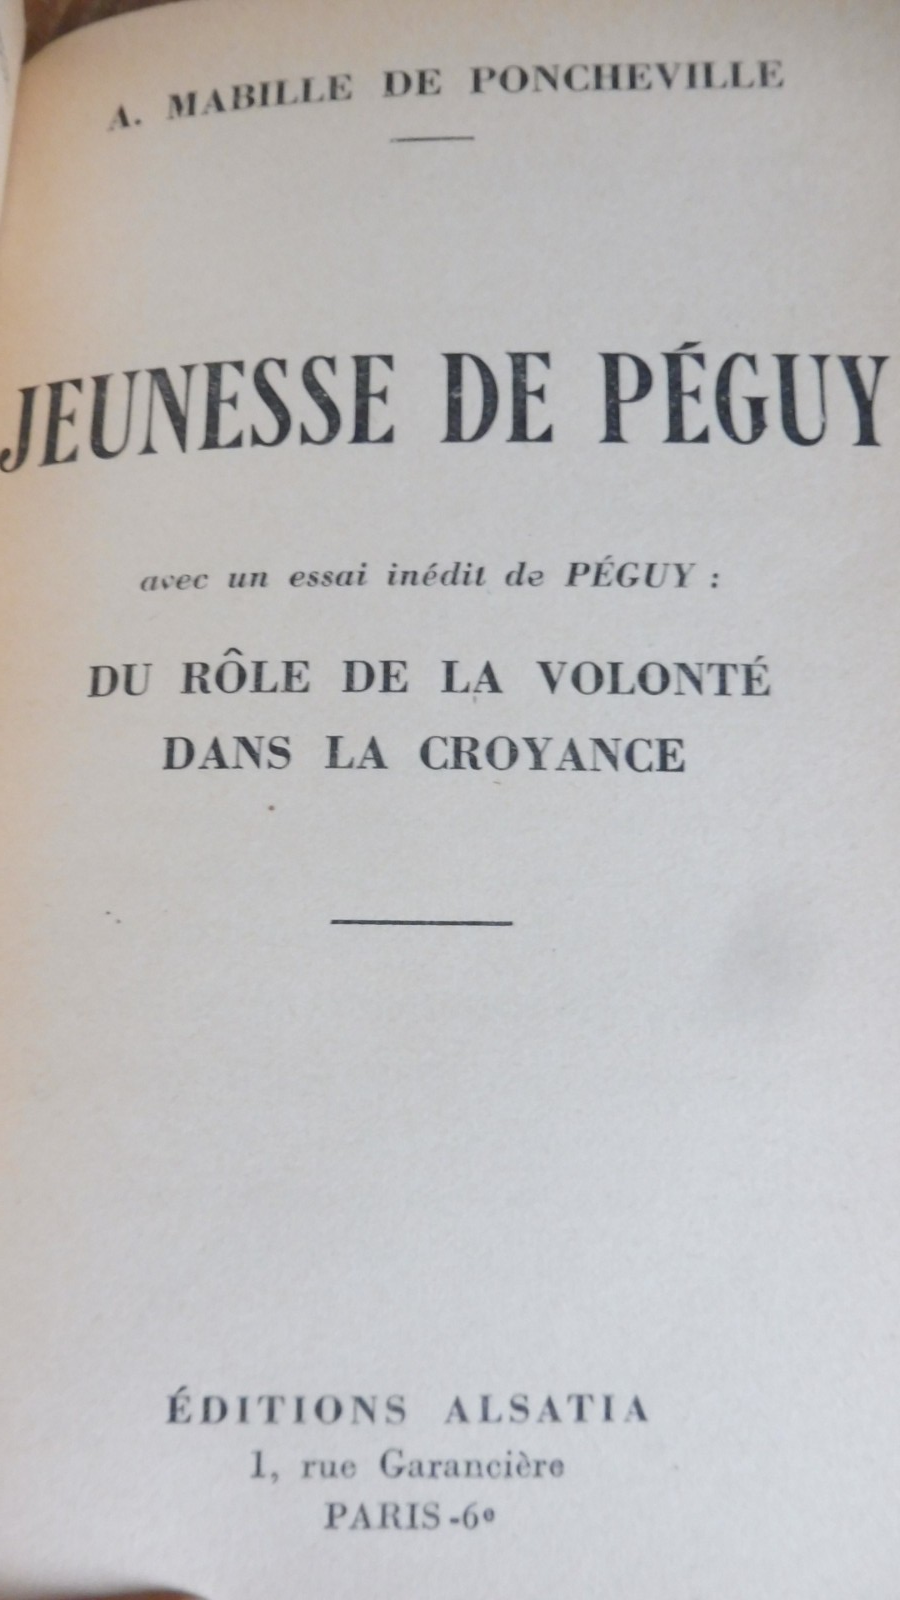 A. MABILLE DE PONCHEVILLE
JEUNESSE DE PÉGUY
avec un essai inédit de PÉGUY :
DU RÔLE DE LA VOLONTÉ
DANS LA CROYANCE
ÉDITIONS ALSATIA
1, rue Garancière
PARIS-6e